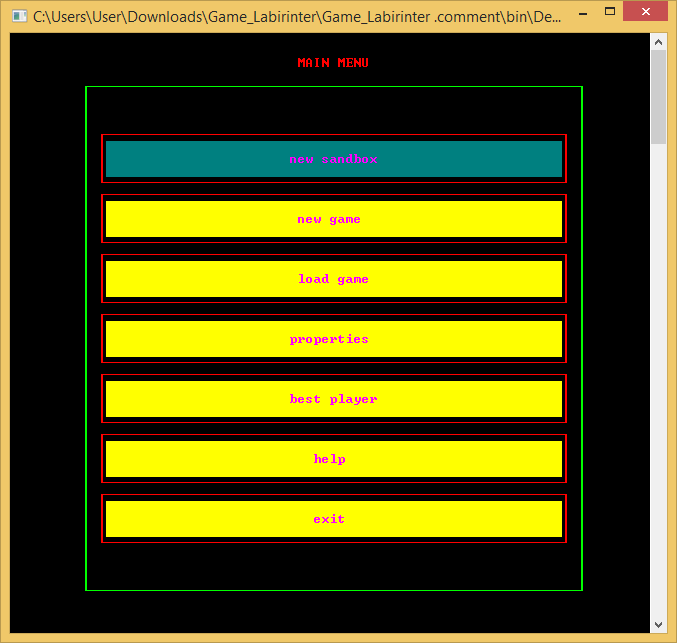 C:\Users\User\Downloads\Game_Labirinter\Game_Labirinter .comment\bin\De...
MAIN MENU
new sandbox
new game
load game
properties
best player
help
exit